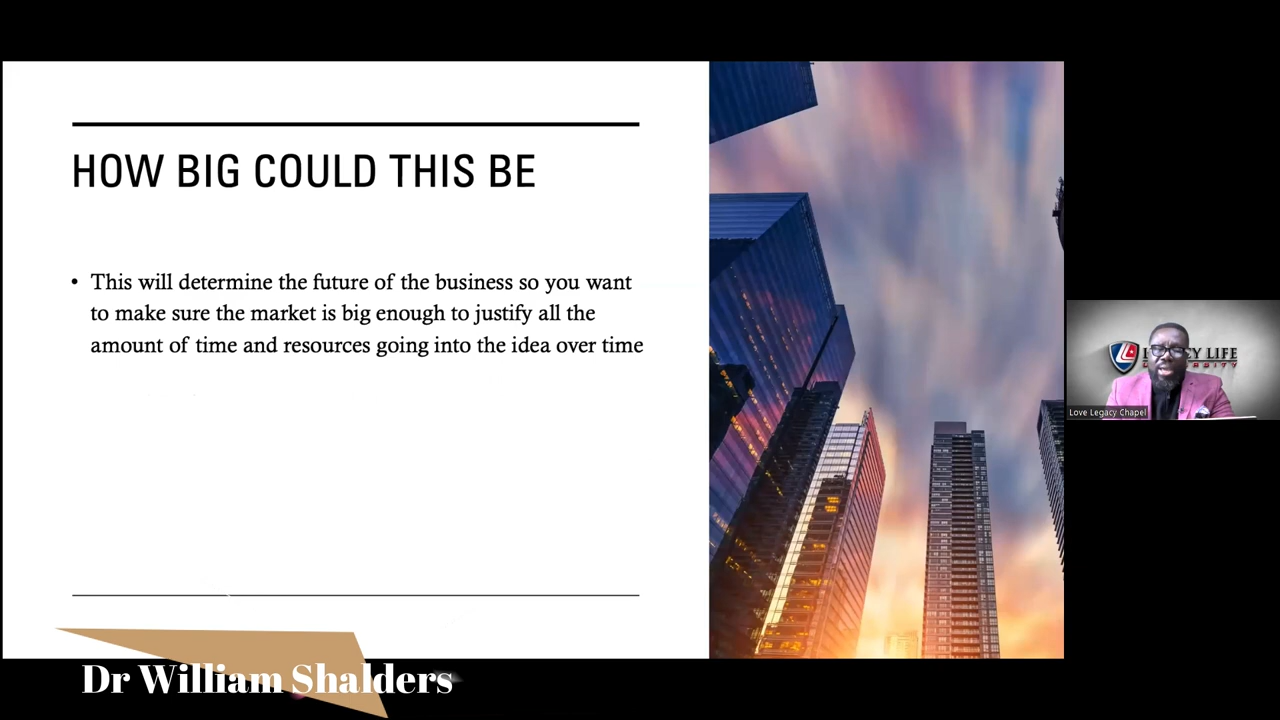 HOW BIG COULD THIS BE
• This will determine the future of the business so you want
to make sure the market is big enough to justify all the
amount of time and resources going into the idea over time
CY LIFE
Love Legacy Chapel
Dr William Shalders